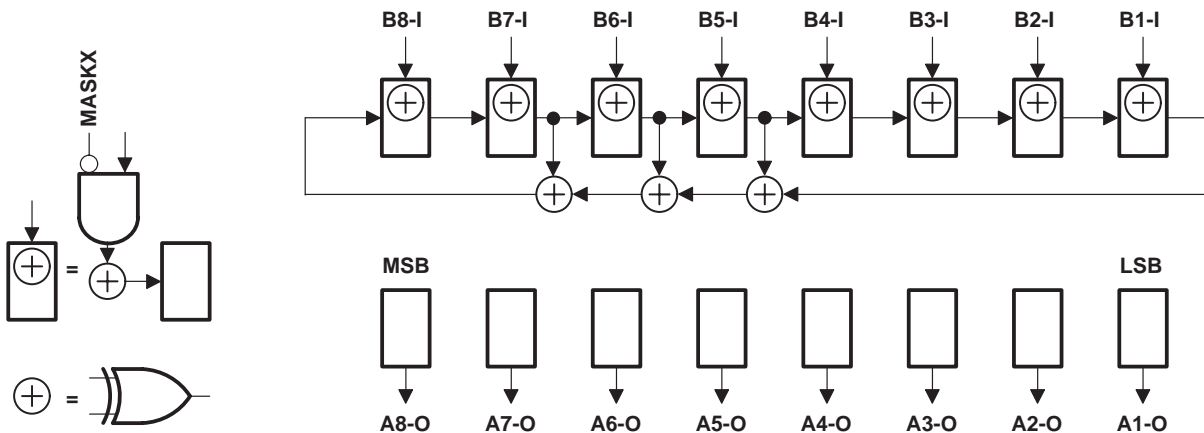 B8-I B7-I B6-I B5-I B4-I B3-I B2-I B1-I
MASKX
=
MSB LSB
=
A8-O A7-O A6-O A5-O A4-O A3-O A2-O A1-O